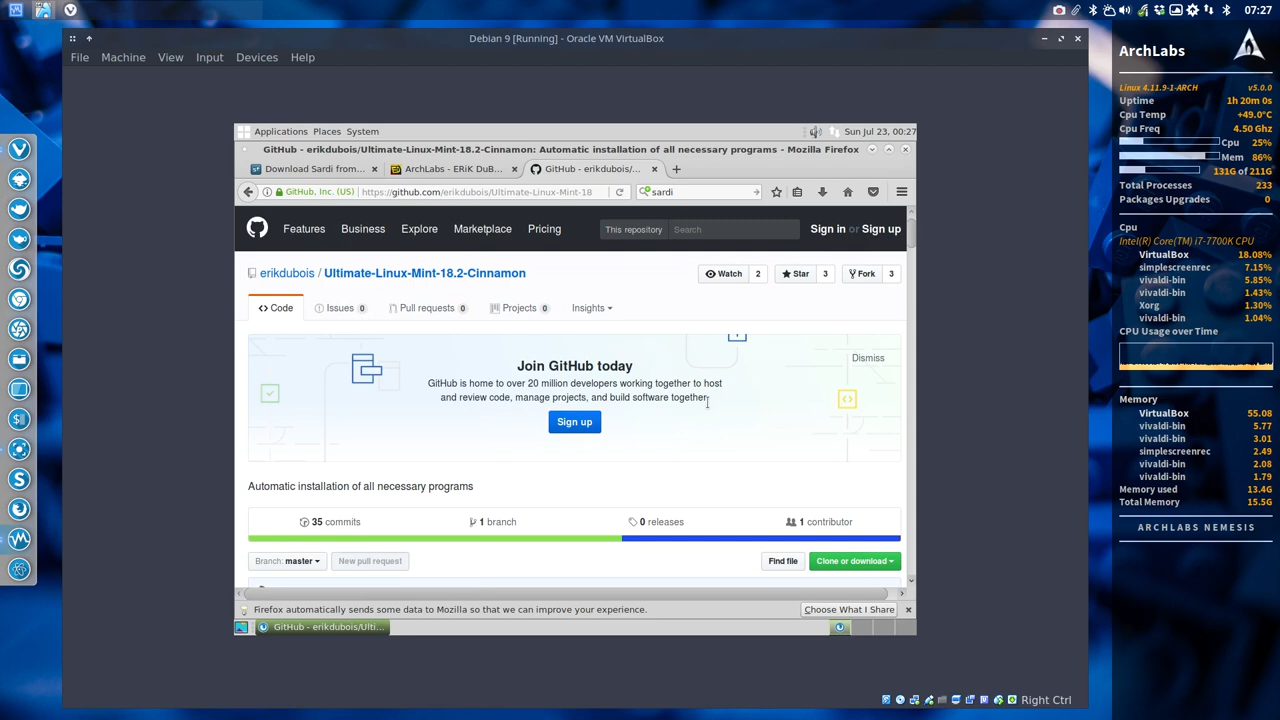 07:27
Debian 9 [Running] - Oracle VM VirtualBox
File Machine View Input Devices Help
Applications Places System
Sun Jul 23, 00:27
GitHub - erikdubois/Ultimate-Linux-Mint-18.2-Cinnamon: Automatic installation of all necessary programs - Mozilla Firefox
Download Sardi from... ArchLabs - ERiK DuB... GitHub - erikdubois/...
GitHub, Inc. (US) https://github.com/erikdubois/Ultimate-Linux-Mint-18 sardi
Features Business Explore Marketplace Pricing This repository Search Sign in or Sign up
erikdubois / Ultimate-Linux-Mint-18.2-Cinnamon Watch 2 Star 3 Fork 3
Code Issues 0 Pull requests 0 Projects 0 Insights
Join GitHub today
Dismiss
GitHub is home to over 20 million developers working together to host
and review code, manage projects, and build software together.
Sign up
Automatic installation of all necessary programs
35 commits 1 branch 0 releases 1 contributor
Branch: master New pull request Find file Clone or download
Firefox automatically sends some data to Mozilla so that we can improve your experience. Choose What I Share
GitHub - erikdubois/Ulti...
Right Ctrl
ArchLabs
Linux 4.11.9-1-ARCH v5.0.0
Uptime 1h 20m 0s
Cpu Temp +49.0°C
Cpu Freq 4.50 Ghz
Cpu 25%
Mem 86%
131G of 211G
Total Processes 233
Packages Upgrades 0
Cpu
Intel(R) Core(TM) i7-7700K CPU
VirtualBox 18.08%
simplescreenrec 7.15%
vivaldi-bin 5.85%
vivaldi-bin 1.43%
Xorg 1.30%
vivaldi-bin 1.04%
CPU Usage over Time
Memory
VirtualBox 55.08
vivaldi-bin 5.77
vivaldi-bin 3.01
simplescreenrec 2.49
vivaldi-bin 2.08
vivaldi-bin 1.79
Memory used 13.4G
Total Memory 15.5G
ARCHLABS NEMESIS